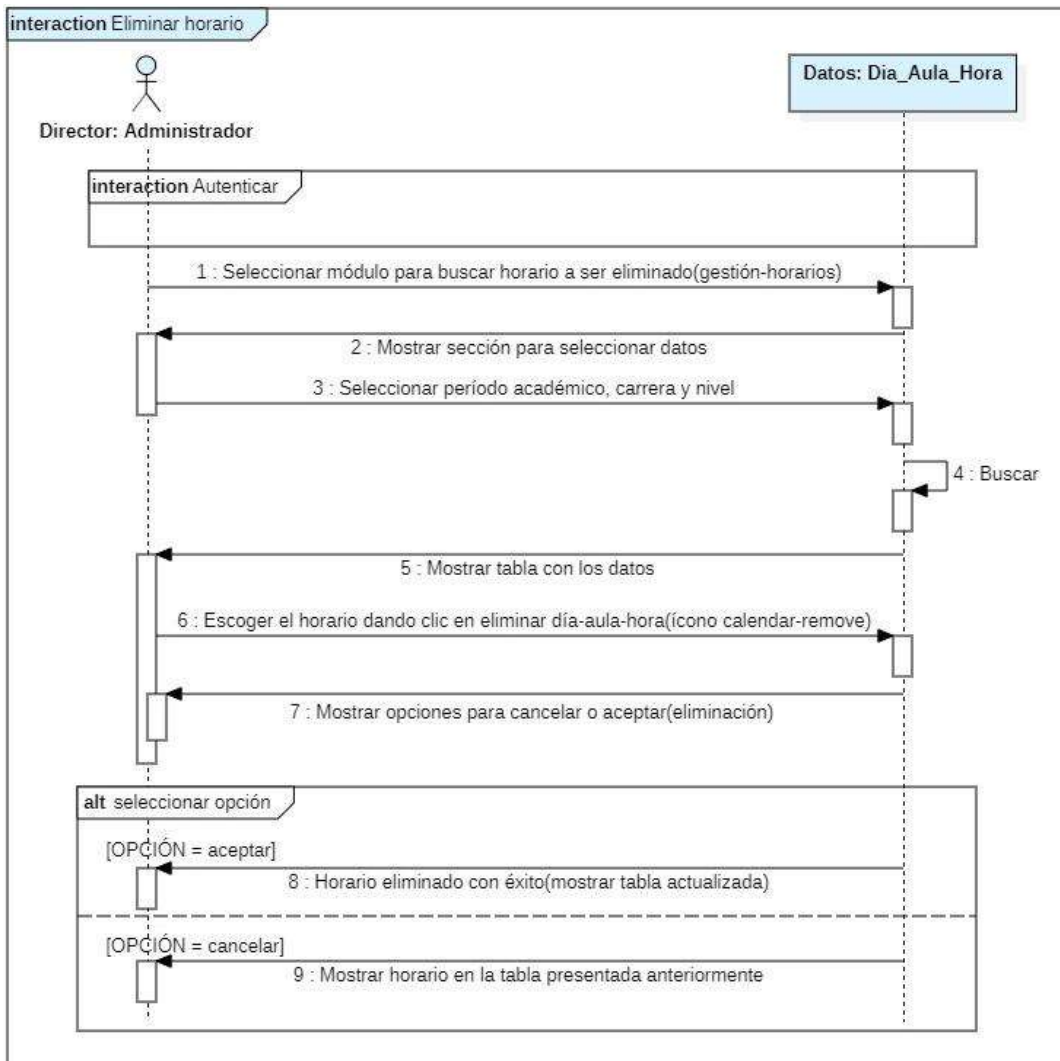 interaction Eliminar horario
Datos: Dia_Aula_Hora
Director: Administrador
interaction Autenticar
1 : Seleccionar módulo para buscar horario a ser eliminado(gestión-horarios)
2 : Mostrar sección para seleccionar datos
3 : Seleccionar período académico, carrera y nivel
4 : Buscar
5 : Mostrar tabla con los datos
6 : Escoger el horario dando clic en eliminar día-aula-hora(ícono calendar-remove)
7 : Mostrar opciones para cancelar o aceptar(eliminación)
alt seleccionar opción
[OPCIÓN = aceptar]
8 : Horario eliminado con éxito(mostrar tabla actualizada)
[OPCIÓN = cancelar]
9 : Mostrar horario en la tabla presentada anteriormente